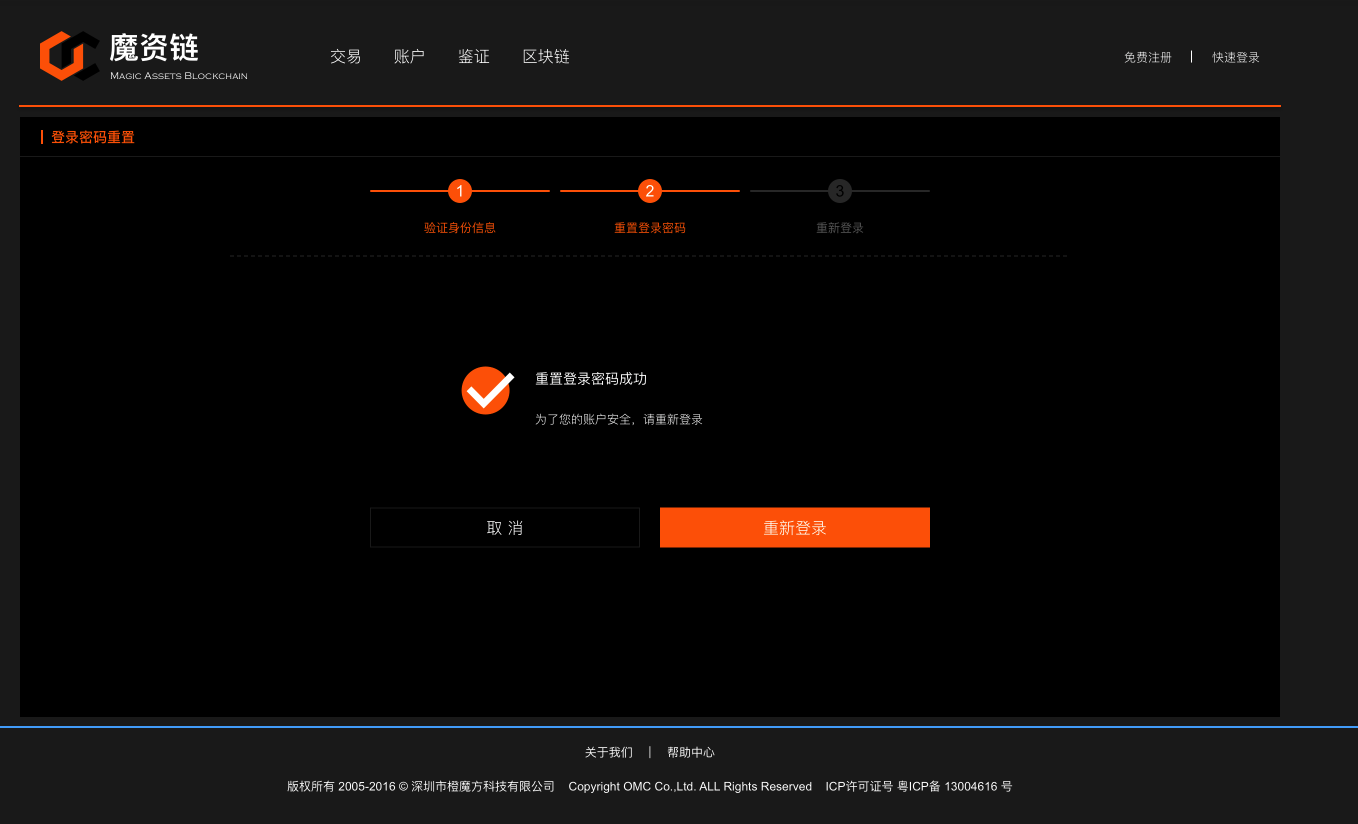 魔资链
MAGIC ASSETS BLOCKCHAIN
交易 账户 鉴证 区块链
免费注册 | 快速登录
登录密码重置
1 2 3
验证身份信息 重置登录密码 重新登录
重置登录密码成功
为了您的账户安全，请重新登录
取 消 重新登录
关于我们 | 帮助中心
版权所有 2005-2016 © 深圳市橙魔方科技有限公司 Copyright OMC Co.,Ltd. ALL Rights Reserved ICP许可证号 粤ICP备 13004616 号